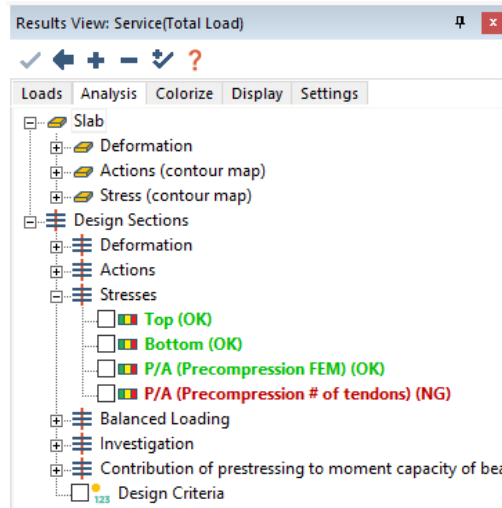 Results View: Service(Total Load)
Loads Analysis Colorize Display Settings
Slab
Deformation
Actions (contour map)
Stress (contour map)
Design Sections
Deformation
Actions
Stresses
Top (OK)
Bottom (OK)
P/A (Precompression FEM) (OK)
P/A (Precompression # of tendons) (NG)
Balanced Loading
Investigation
Contribution of prestressing to moment capacity of bea
123 Design Criteria